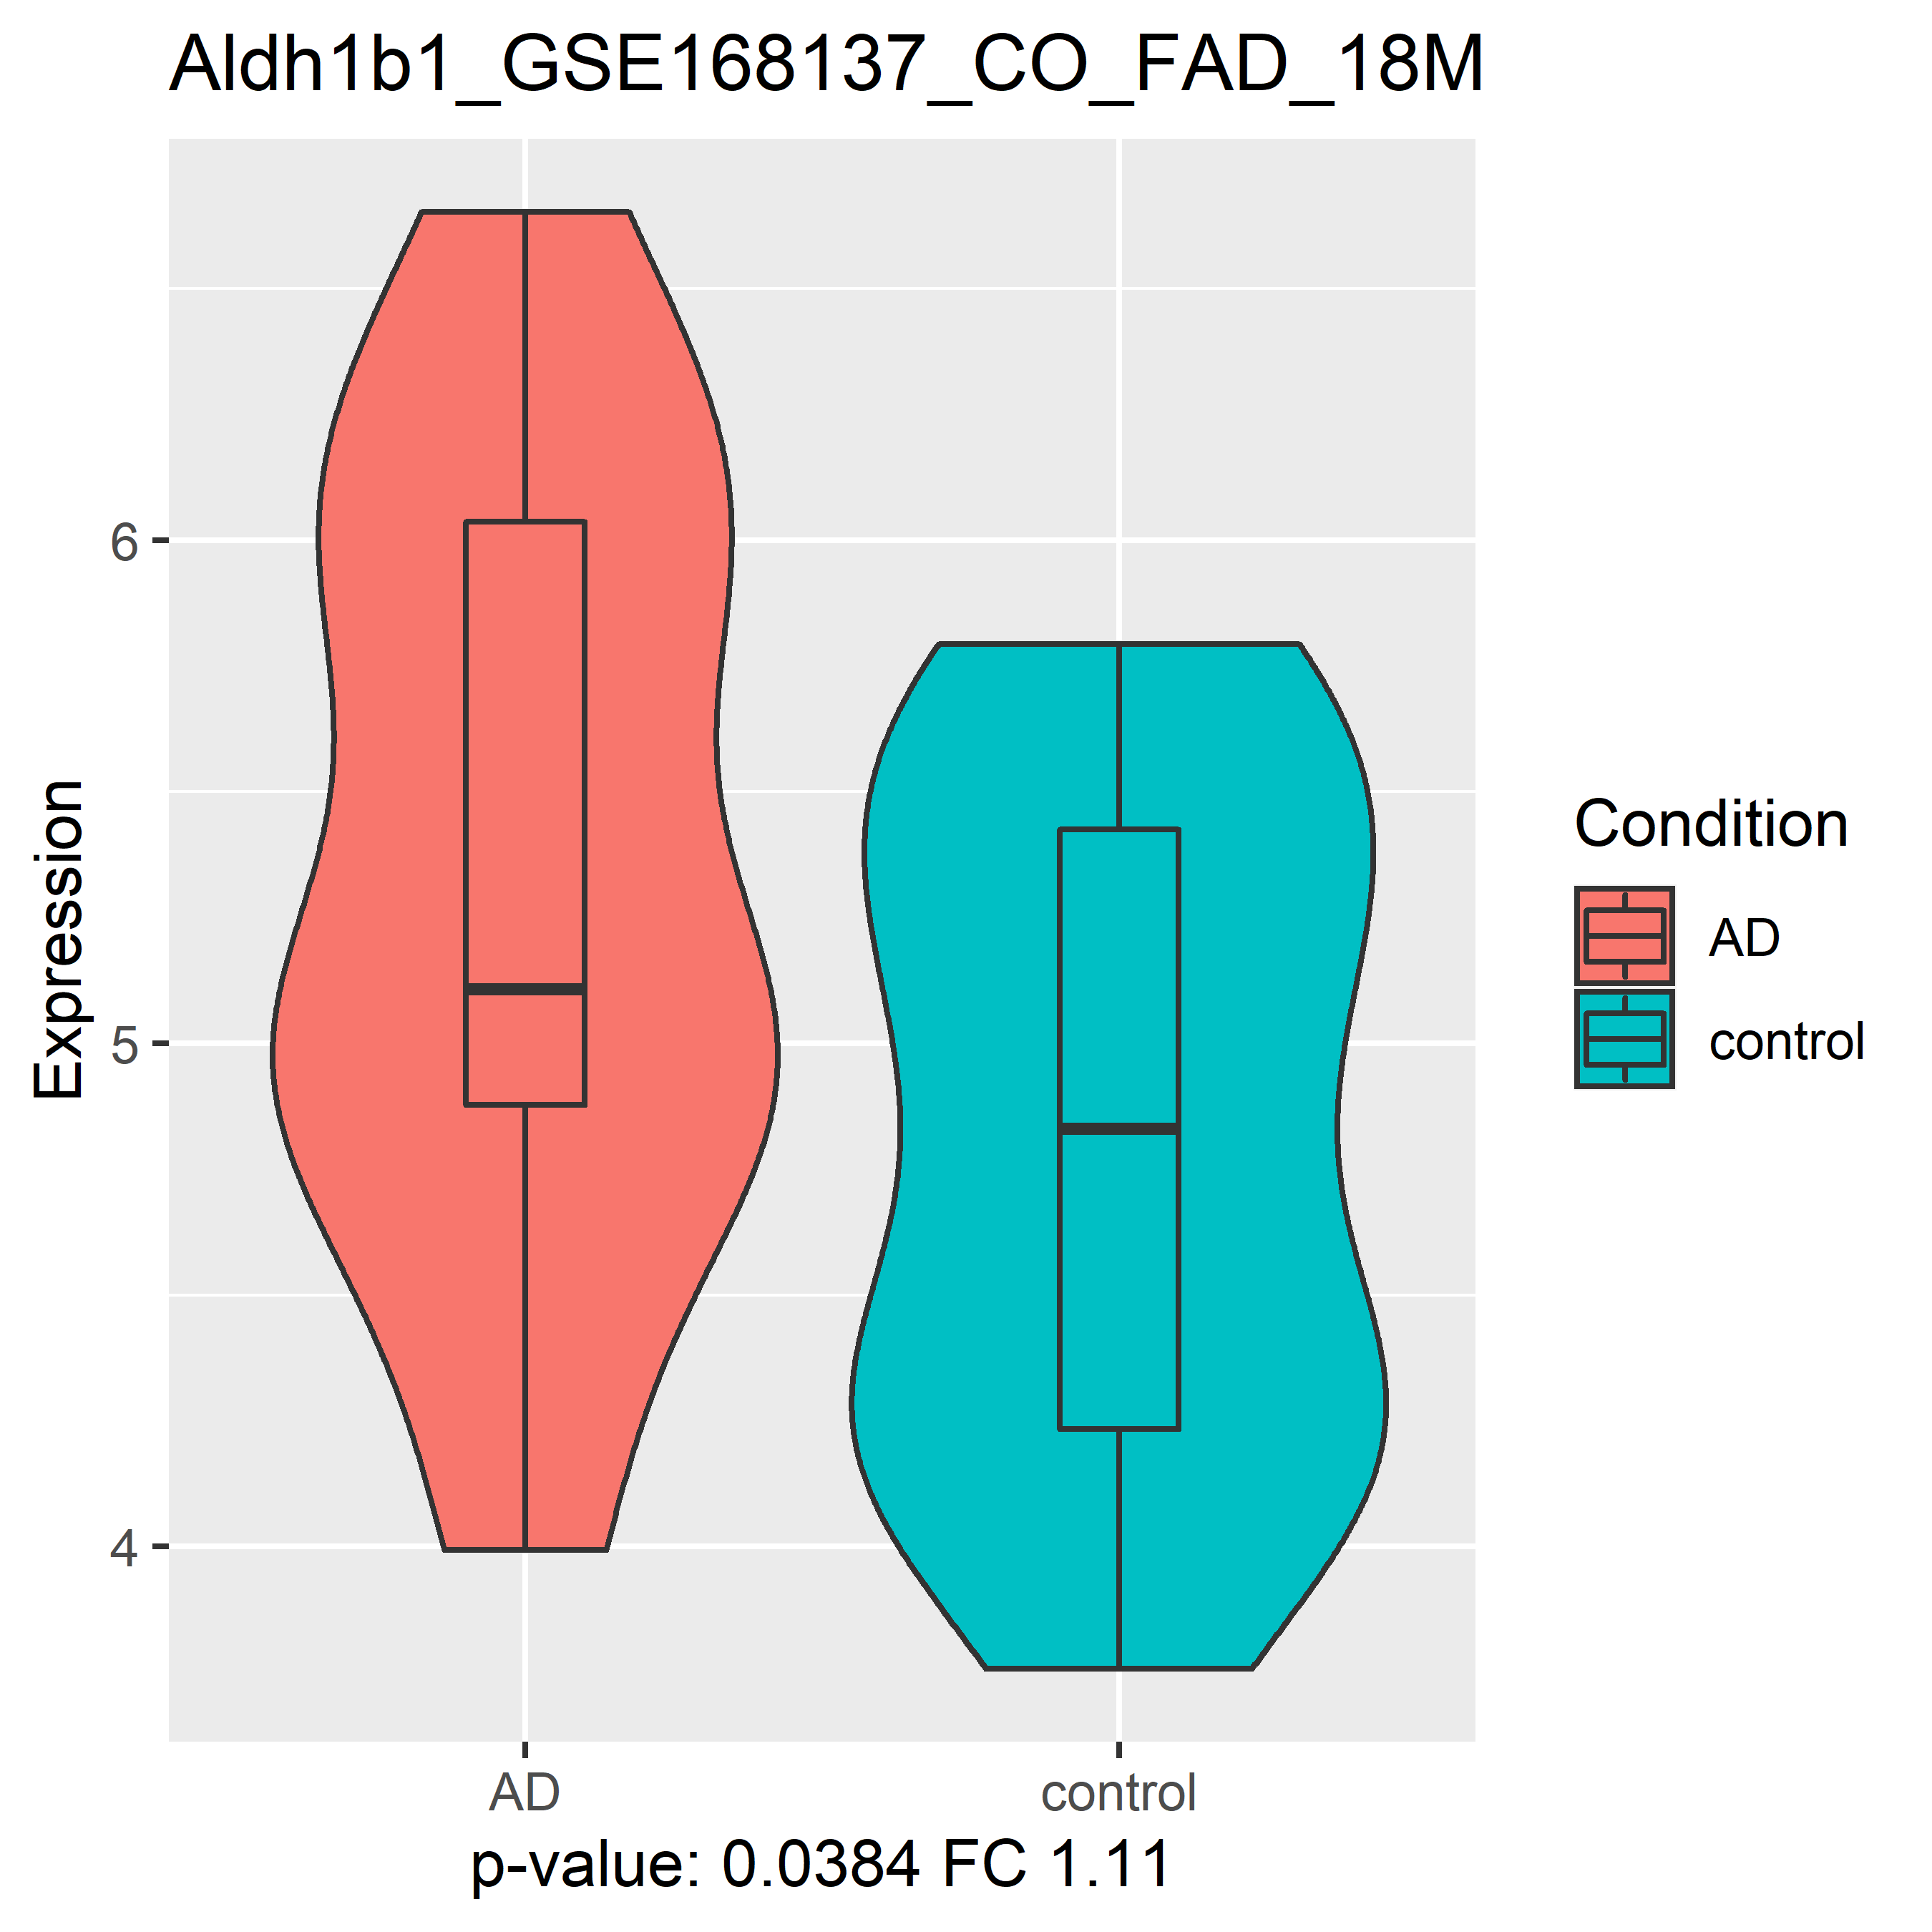 Aldh1b1_GSE168137_CO_FAD_18M
Expression
6
5
4
AD
control
p-value: 0.0384 FC 1.11
Condition
AD
control